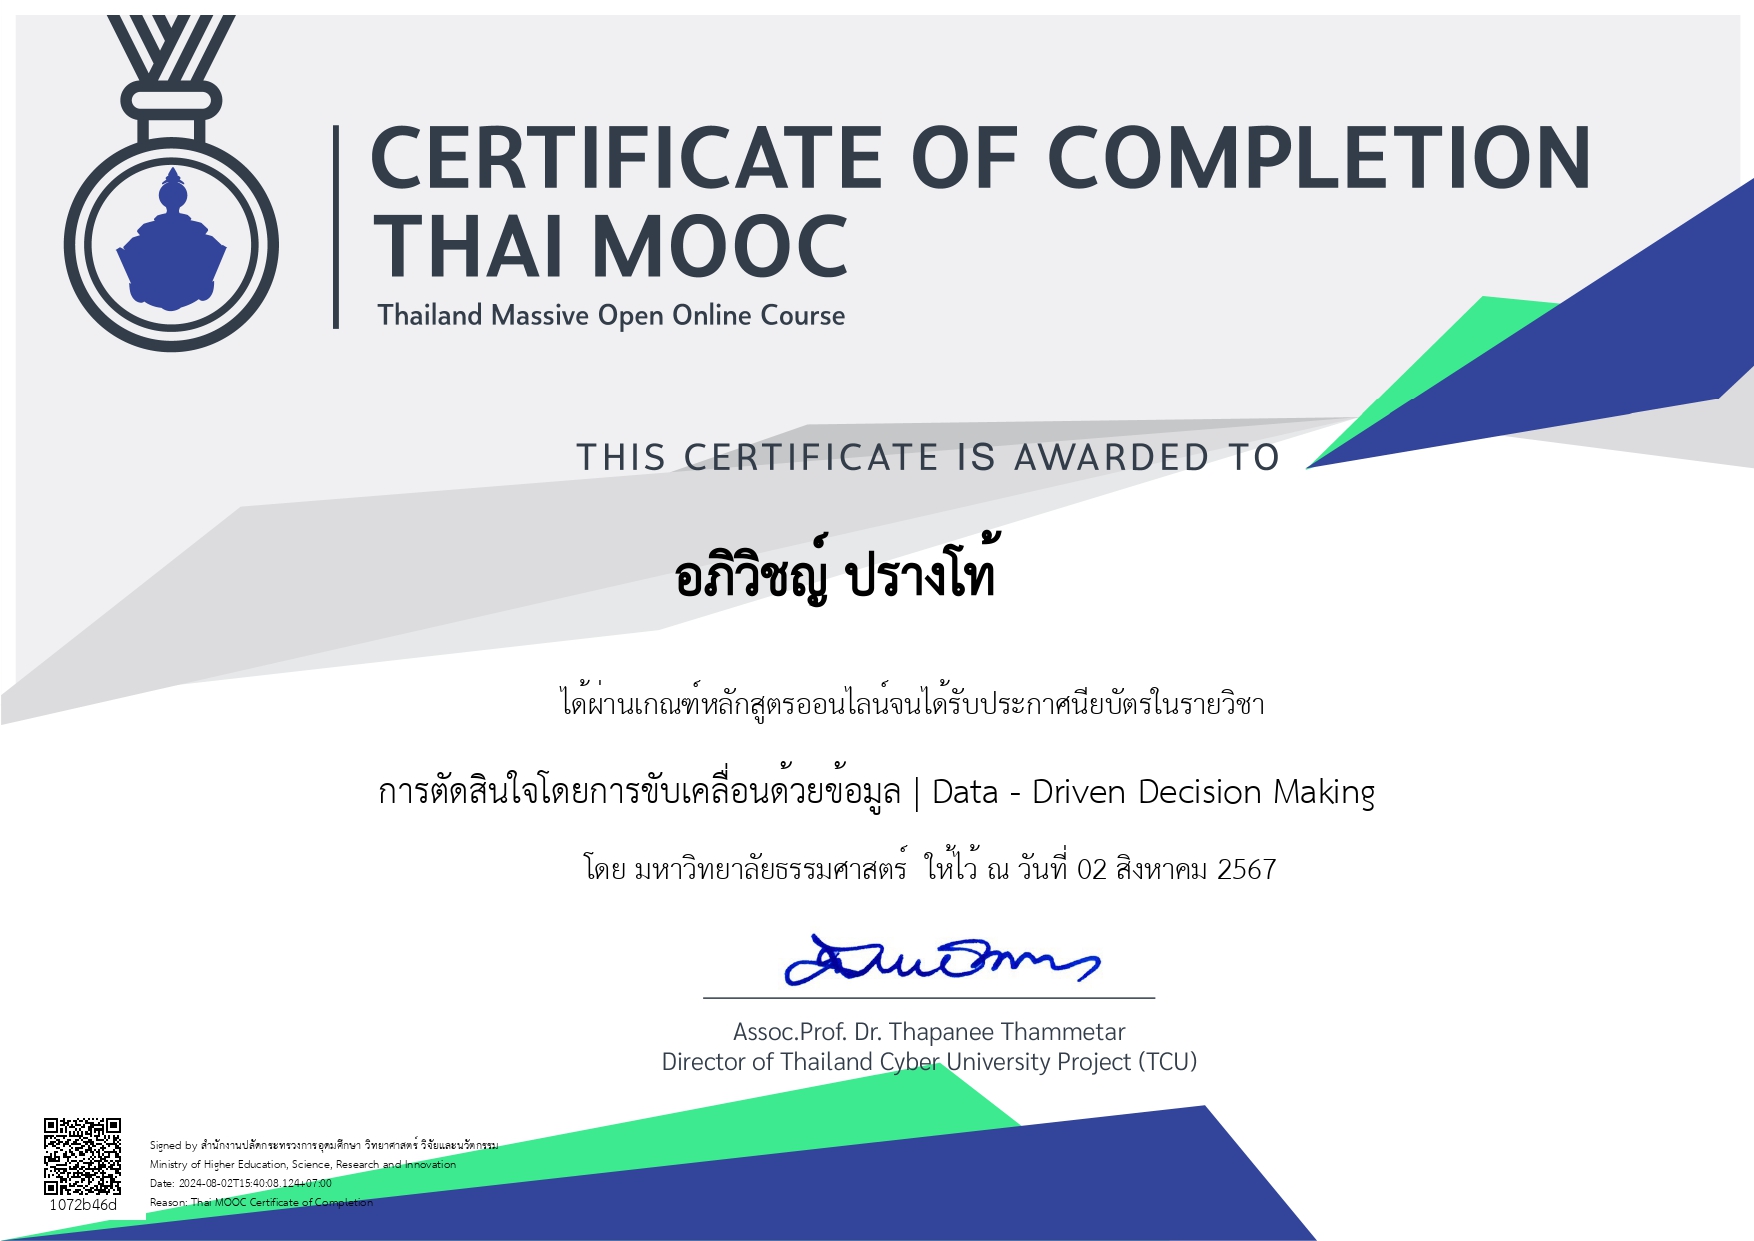 CERTIFICATE OF COMPLETION
THAI MOOC
Thailand Massive Open Online Course
THIS CERTIFICATE IS AWARDED TO
อภิวิชญ์ ปรางโท้
ได้ผ่านเกณฑ์หลักสูตรออนไลน์จนได้รับประกาศนียบัตรในรายวิชา
การตัดสินใจโดยการขับเคลื่อนด้วยข้อมูล | Data - Driven Decision Making
โดย มหาวิทยาลัยธรรมศาสตร์ ให้ไว้ ณ วันที่ 02 สิงหาคม 2567
Assoc.Prof. Dr. Thapanee Thammetar
Director of Thailand Cyber University Project (TCU)
Signed by สำนักงานปลัดกระทรวงการอุดมศึกษา วิทยาศาสตร์ วิจัยและนวัตกรรม
Ministry of Higher Education, Science, Research and Innovation
Date: 2024-08-02T15:40:08.124+07:00
Reason: Thai MOOC Certificate of Completion
1072b46d